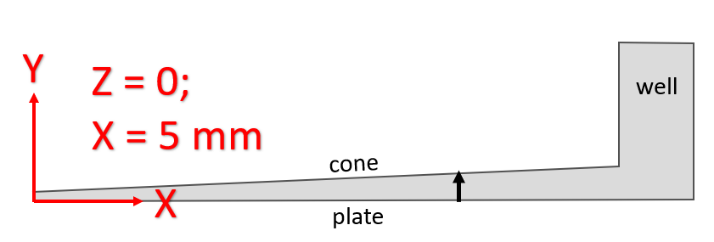 Y
Z = 0;
X = 5 mm
well
cone
X
plate